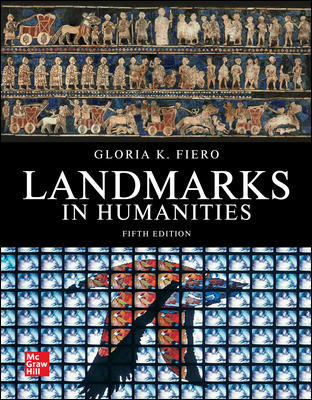 GLORIA K. FIERO
LANDMARKS
IN HUMANITIES
FIFTH EDITION
Mc
Graw
Hill